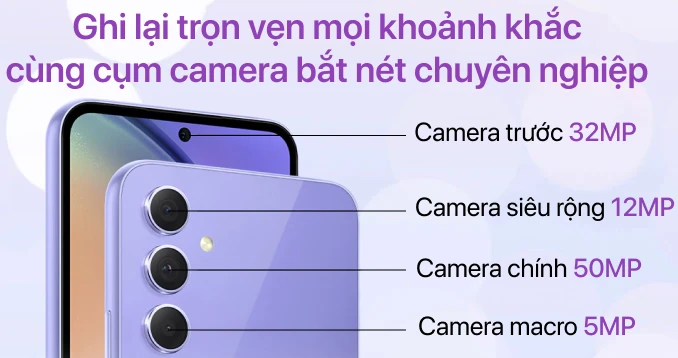 Ghi lại trọn vẹn mọi khoảnh khắc
cùng cụm camera bắt nét chuyên nghiệp
Camera trước 32MP
Camera siêu rộng 12MP
Camera chính 50MP
Camera macro 5MP